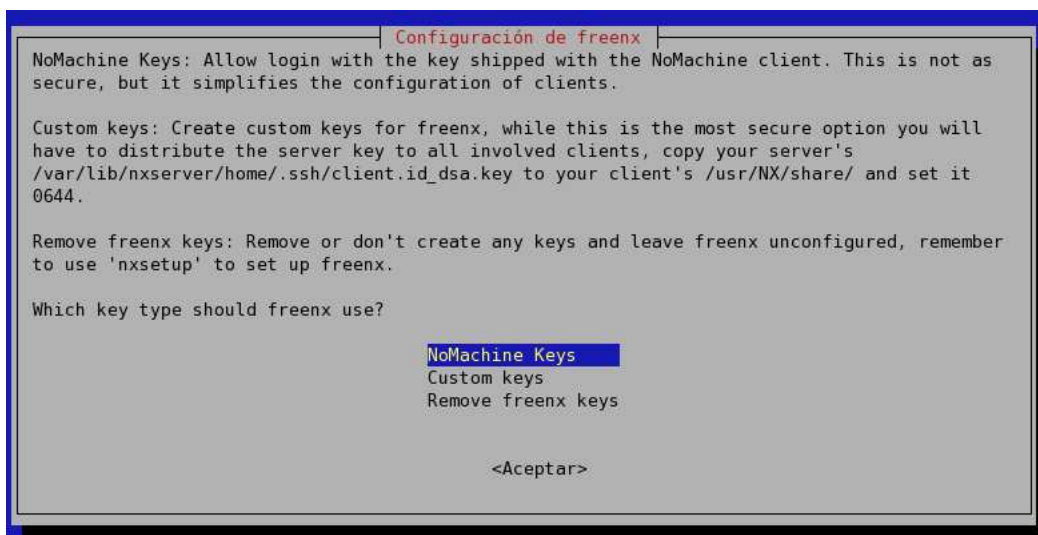 Configuración de freenx
NoMachine Keys: Allow login with the key shipped with the NoMachine client. This is not as
secure, but it simplifies the configuration of clients.
Custom keys: Create custom keys for freenx, while this is the most secure option you will
have to distribute the server key to all involved clients, copy your server's
/var/lib/nxserver/home/.ssh/client.id_dsa.key to your client's /usr/NX/share/ and set it
0644.
Remove freenx keys: Remove or don't create any keys and leave freenx unconfigured, remember
to use 'nxsetup' to set up freenx.
Which key type should freenx use?
NoMachine Keys
Custom keys
Remove freenx keys
<Aceptar>